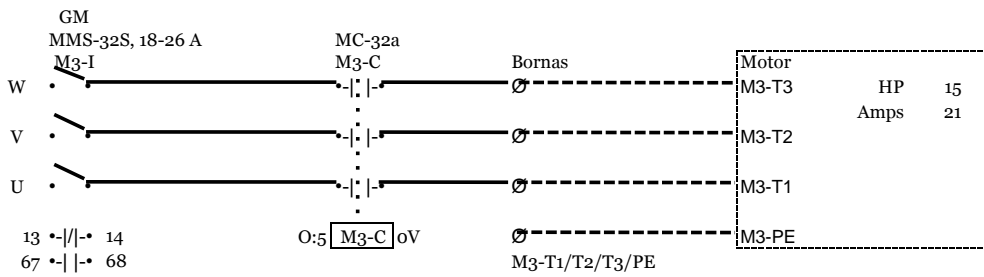 GM
MMS-32S, 18-26 A MC-32a
M3-I M3-C Bornas Motor
W Ø M3-T3 HP 15
Amps 21
V Ø M3-T2
U Ø M3-T1
13 •-|/|-• 14 O:5 M3-C 0V Ø M3-PE
67 •-| |-• 68 M3-T1/T2/T3/PE